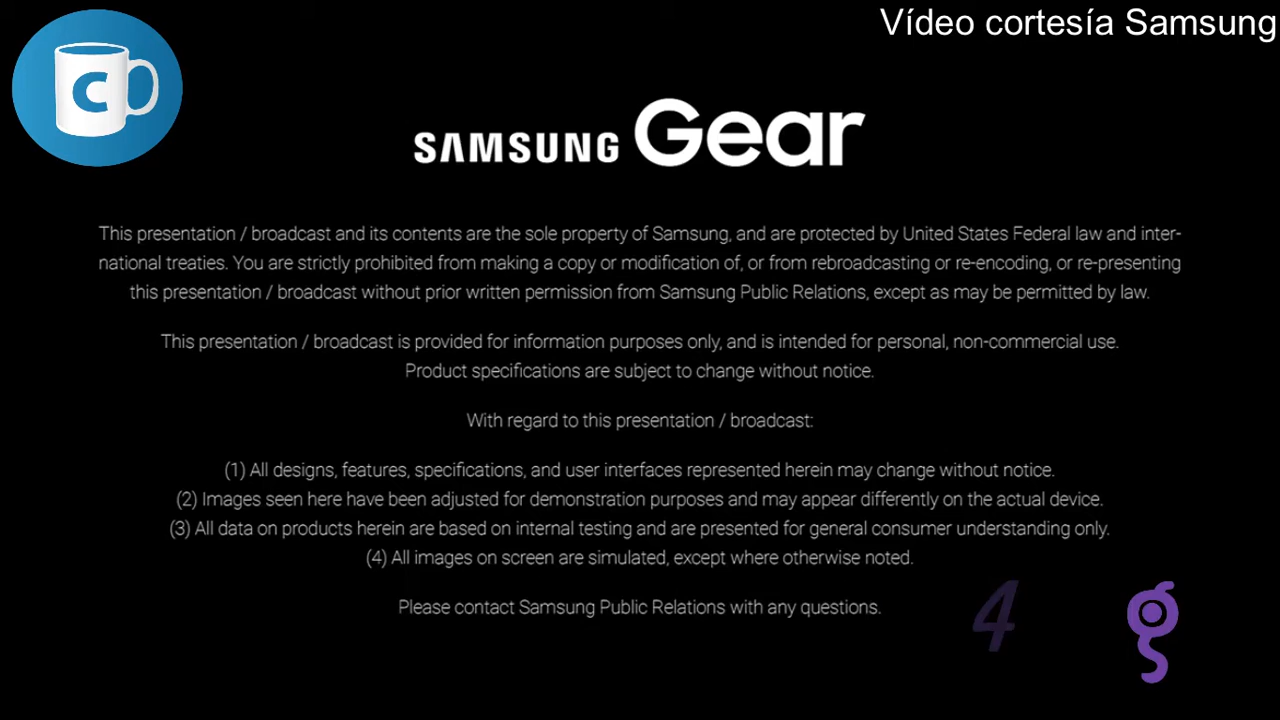 Vídeo cortesía Samsung
C
SAMSUNG Gear
This presentation / broadcast and its contents are the sole property of Samsung, and are protected by United States Federal law and inter-
national treaties. You are strictly prohibited from making a copy or modification of, or from rebroadcasting or re-encoding, or re-presenting
this presentation / broadcast without prior written permission from Samsung Public Relations, except as may be permitted by law.
This presentation / broadcast is provided for information purposes only, and is intended for personal, non-commercial use.
Product specifications are subject to change without notice.
With regard to this presentation / broadcast:
(1) All designs, features, specifications, and user interfaces represented herein may change without notice.
(2) Images seen here have been adjusted for demonstration purposes and may appear differently on the actual device.
(3) All data on products herein are based on internal testing and are presented for general consumer understanding only.
(4) All images on screen are simulated, except where otherwise noted.
Please contact Samsung Public Relations with any questions.
4 g